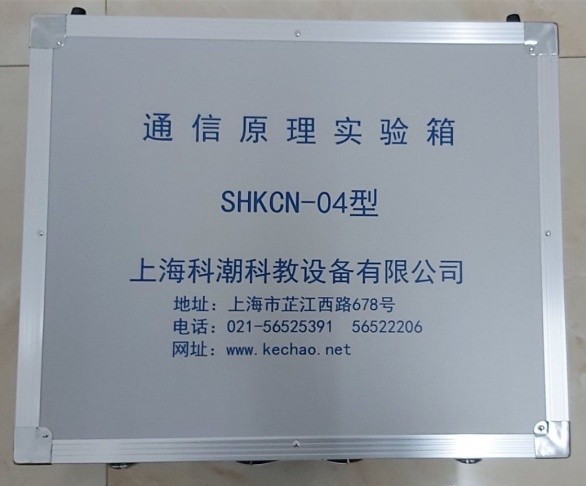 通信原理实验箱
SHKCN-04型
上海科潮科教设备有限公司
地址：上海市芷江西路678号
电话：021-56525391 56522206
网址：www.kechao.net